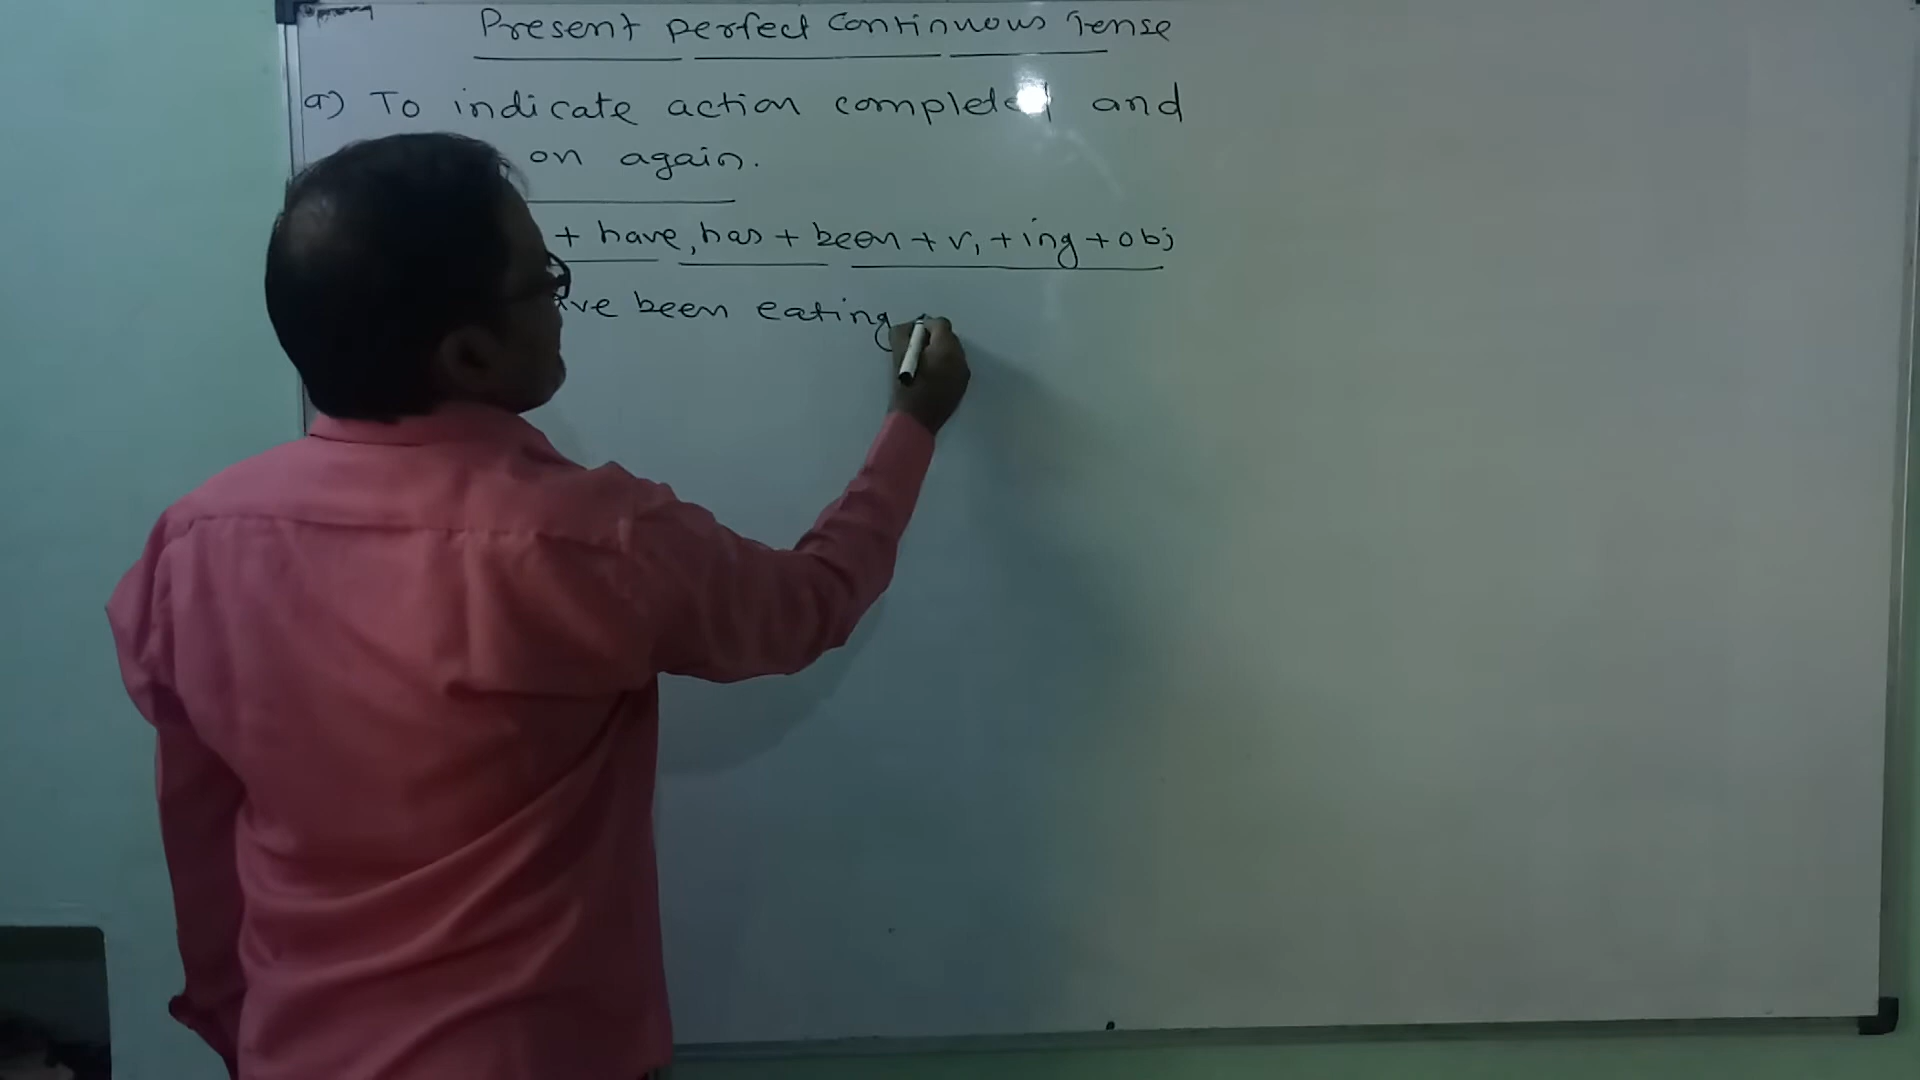 Present perfect continuous Tense
a) To indicate action completed and
on again.
+ have, has + been + v₁ + ing + obj
ve been eating